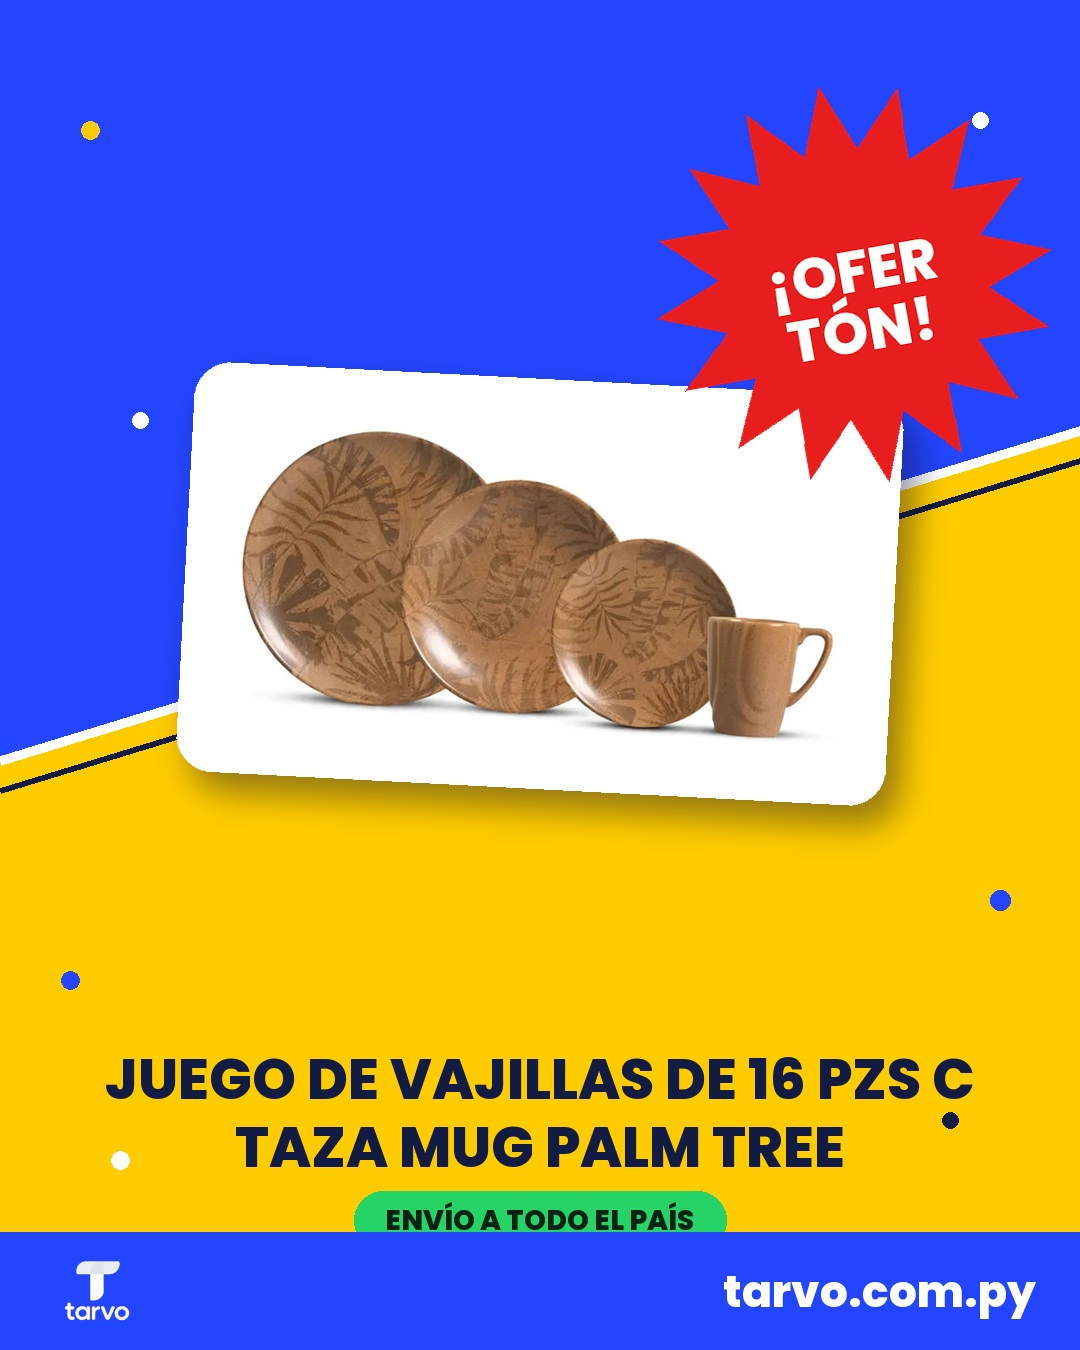 ¡OFER
TÓN!
JUEGO DE VAJILLAS DE 16 PZS C
TAZA MUG PALM TREE
ENVÍO A TODO EL PAÍS
tarvo
tarvo.com.py